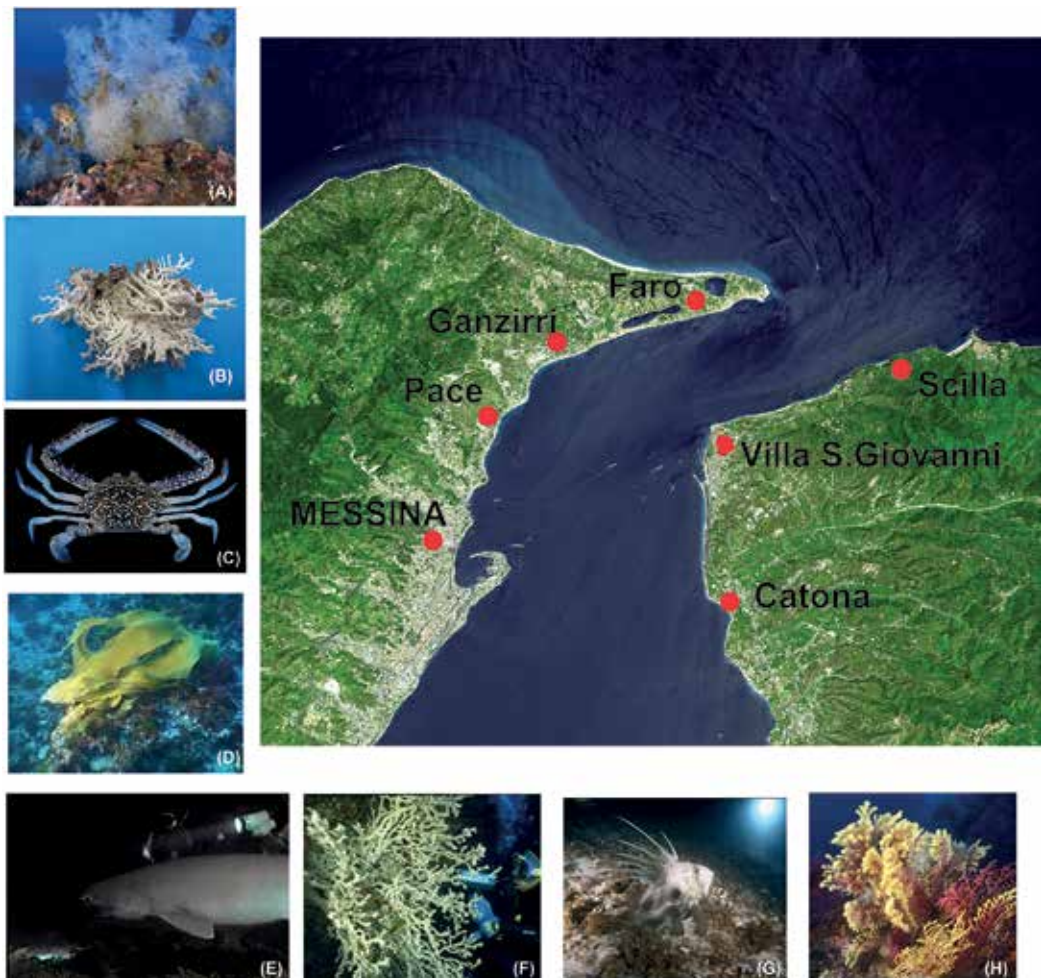 (A)
(B)
(C)
(D)
(E)
(F)
(G)
(H)
Faro
Ganzirri
Pace
MESSINA
Scilla
Villa S.Giovanni
Catona